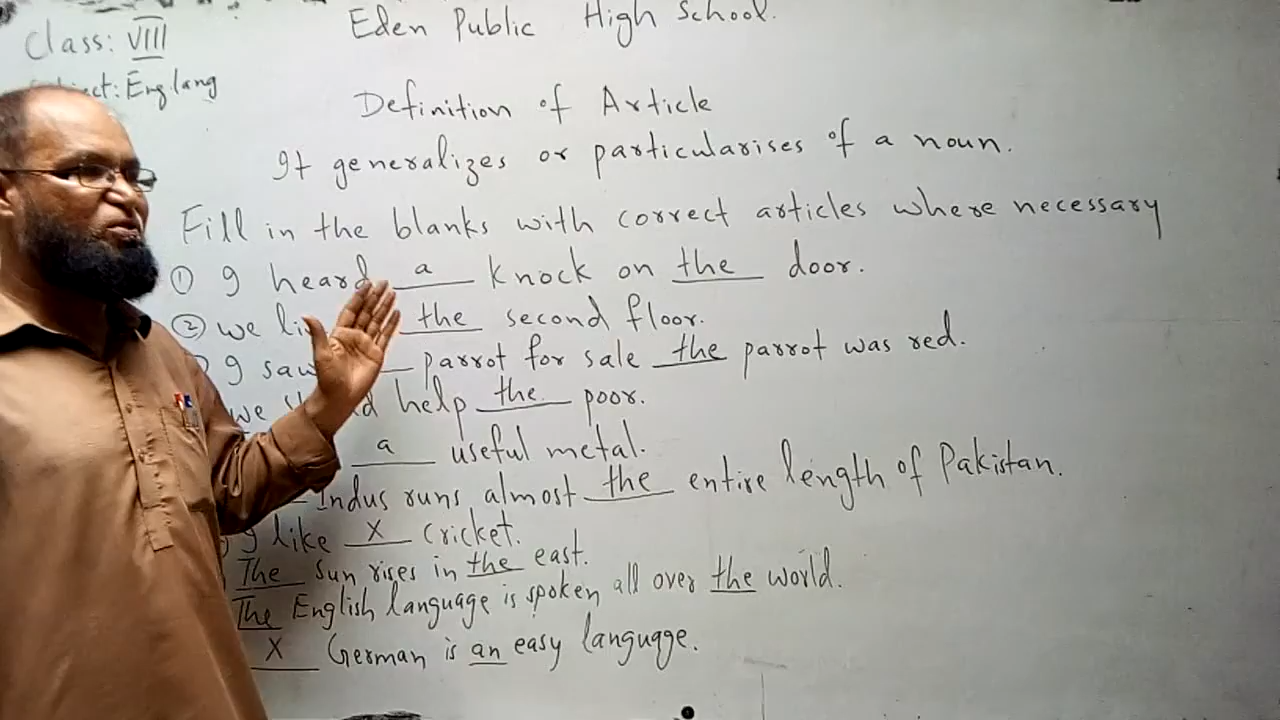 Class: VIII
Eden Public High School.
Eng.lang
Definition of Article
It generalizes or particularises of a noun.
Fill in the blanks with correct articles where necessary
① I heard a knock on the door.
② we the second floor.
I saw parrot for sale the parrot was red.
we help the poor.
a useful metal.
Indus runs almost the entire length of Pakistan.
I like X Cricket.
The Sun rises in the east.
The English language is spoken all over the world.
X German is an easy language.